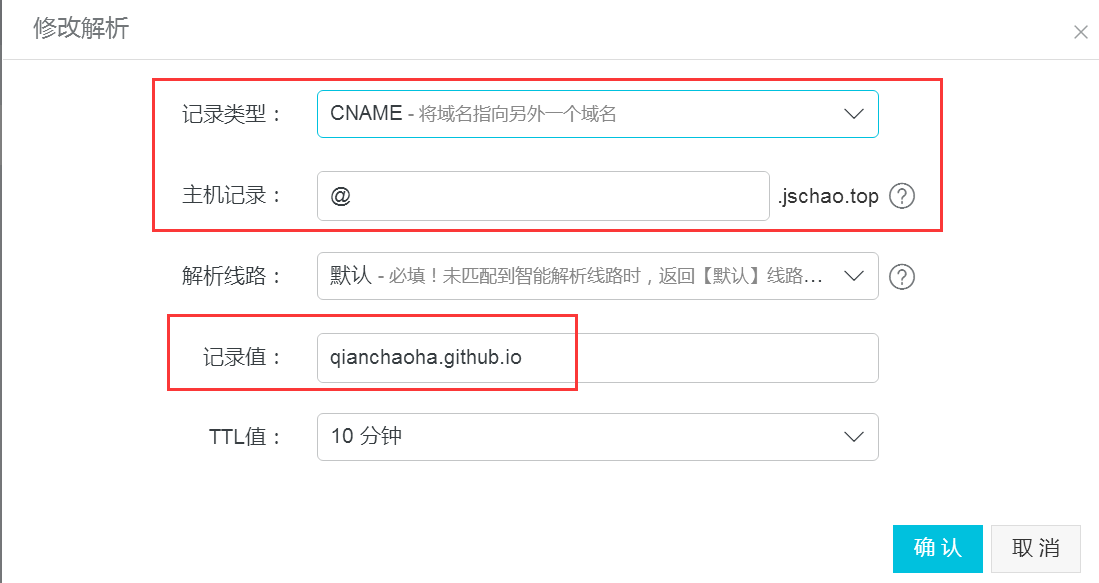 修改解析
记录类型： CNAME - 将域名指向另外一个域名
主机记录： @ .jschao.top ?
解析线路： 默认 - 必填！未匹配到智能解析线路时，返回【默认】线路... ?
记录值： qianchaoha.github.io
TTL值： 10 分钟
确认 取消